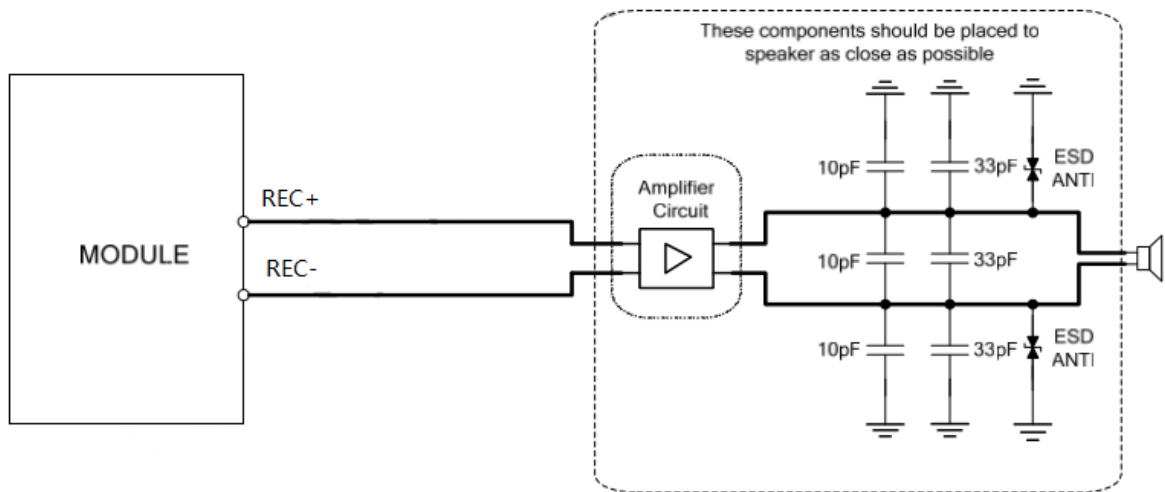 These components should be placed to
speaker as close as possible
10pF
33pF
ESD
ANTI
REC+
Amplifier
Circuit
MODULE
REC-
10pF
33pF
10pF
33pF
ESD
ANTI